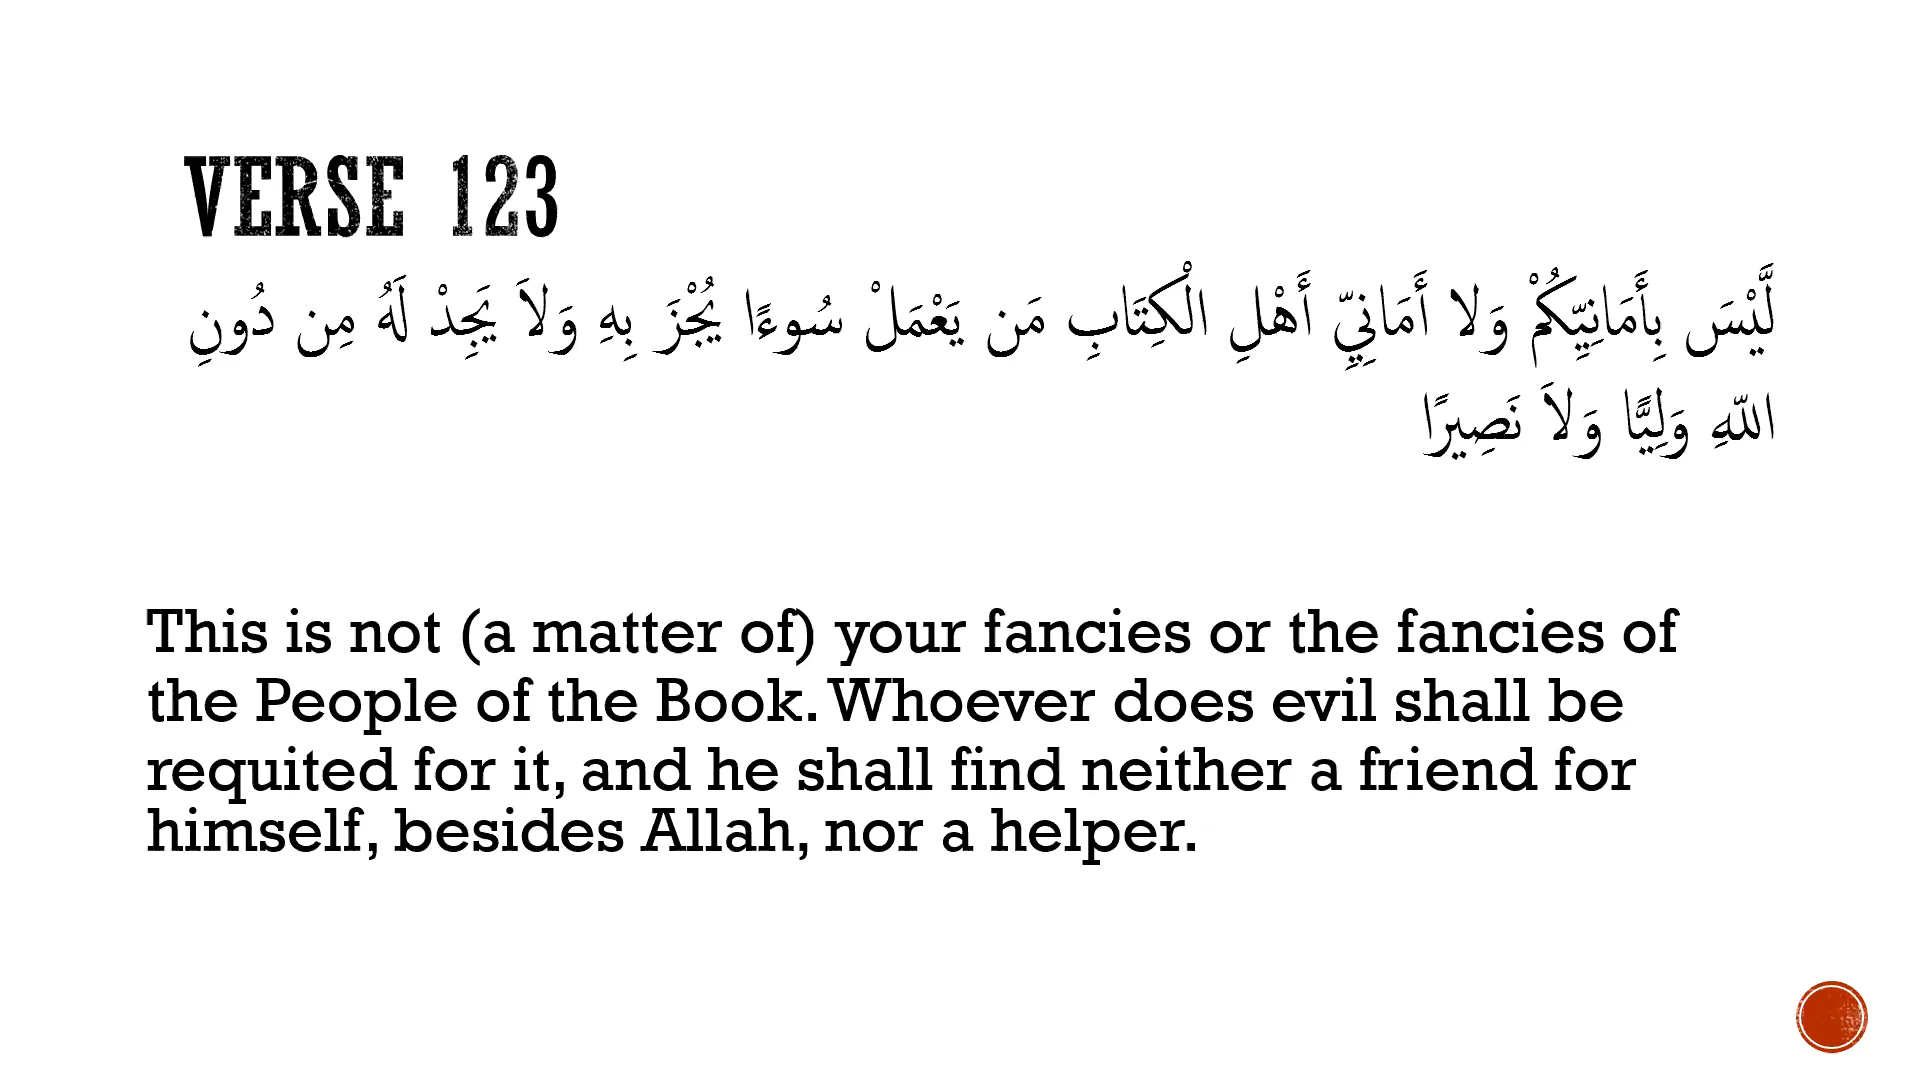 VERSE 123
لَّيْسَ بِأَمَانِيِّكُمْ وَلا أَمَانِيِّ أَهْلِ الْكِتَابِ مَن يَعْمَلْ سُوءًا يُجْزَ بِهِ وَلاَ يَجِدْ لَهُ مِن دُونِ
اللّهِ وَلِيًّا وَلاَ نَصِيرًا
This is not (a matter of) your fancies or the fancies of
the People of the Book. Whoever does evil shall be
requited for it, and he shall find neither a friend for
himself, besides Allah, nor a helper.